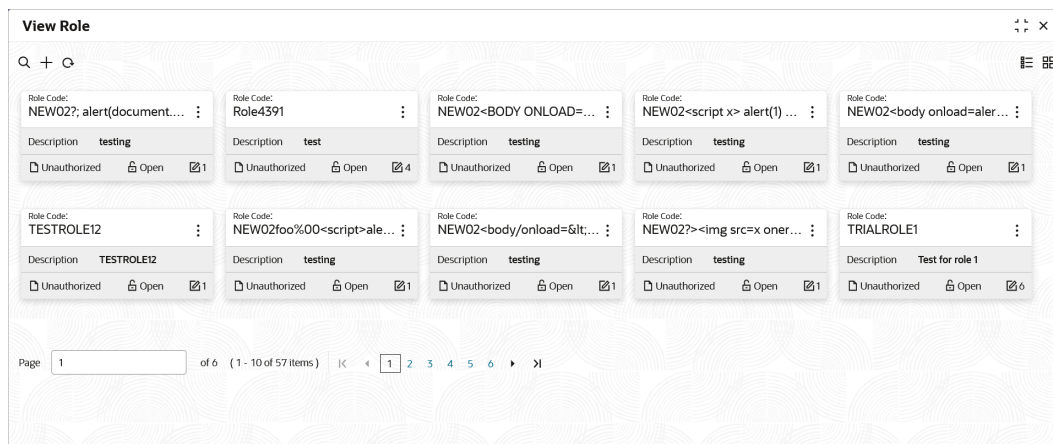 View Role
Role Code: Role Code: Role Code: Role Code: Role Code:
NEW02?; alert(document.... Role4391 NEW02<BODY ONLOAD=... NEW02<script x> alert(1) ... NEW02<body onload=aler...
Description testing Description test Description testing Description testing Description testing
Unauthorized Open 1 Unauthorized Open 4 Unauthorized Open 1 Unauthorized Open 1 Unauthorized Open 1
Role Code: Role Code: Role Code: Role Code: Role Code:
TESTROLE12 NEW02foo%00<script>ale... NEW02<body/onload=&lt;... NEW02?><img src=x oner... TRIALROLE1
Description TESTROLE12 Description testing Description testing Description testing Description Test for role 1
Unauthorized Open 1 Unauthorized Open 1 Unauthorized Open 1 Unauthorized Open 1 Unauthorized Open 6
Page 1 of 6 ( 1 - 10 of 57 items ) 1 2 3 4 5 6